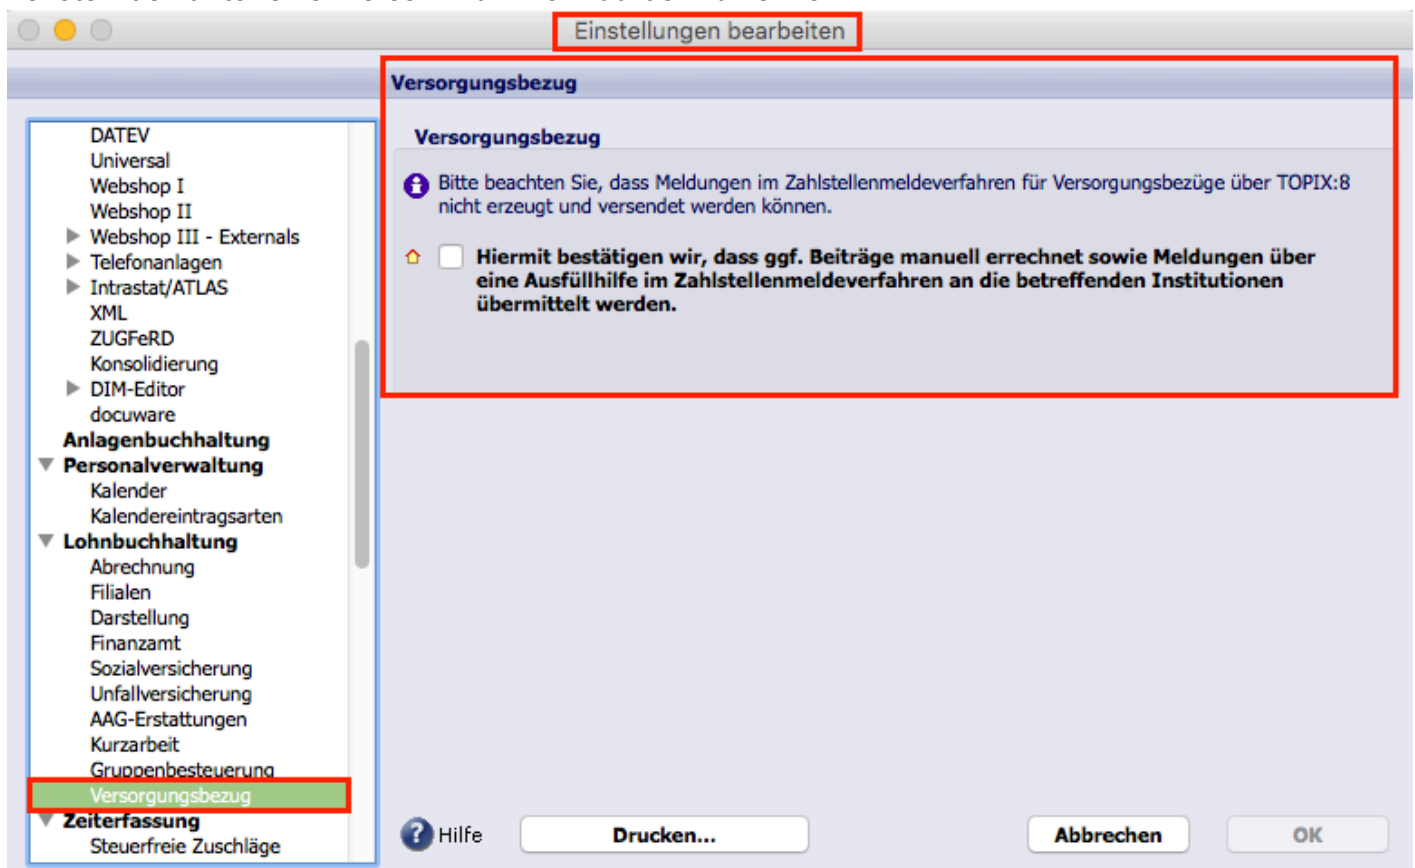 Einstellungen bearbeiten
Versorgungsbezug
DATEV
Universal
Webshop I
Webshop II
Webshop III - Externals
Telefonanlagen
Intrastat/ATLAS
XML
ZUGFeRD
Konsolidierung
DIM-Editor
docuware
Anlagenbuchhaltung
Personalverwaltung
Kalender
Kalendereintragsarten
Lohnbuchhaltung
Abrechnung
Filialen
Darstellung
Finanzamt
Sozialversicherung
Unfallversicherung
AAG-Erstattungen
Kurzarbeit
Gruppenbesteuerung
Versorgungsbezug
Zeiterfassung
Steuerfreie Zuschläge
Versorgungsbezug
Bitte beachten Sie, dass Meldungen im Zahlstellenmeldeverfahren für Versorgungsbezüge über TOPIX:8
nicht erzeugt und versendet werden können.
Hiermit bestätigen wir, dass ggf. Beiträge manuell errechnet sowie Meldungen über
eine Ausfüllhilfe im Zahlstellenmeldeverfahren an die betreffenden Institutionen
übermittelt werden.
Hilfe
Drucken...
Abbrechen
OK